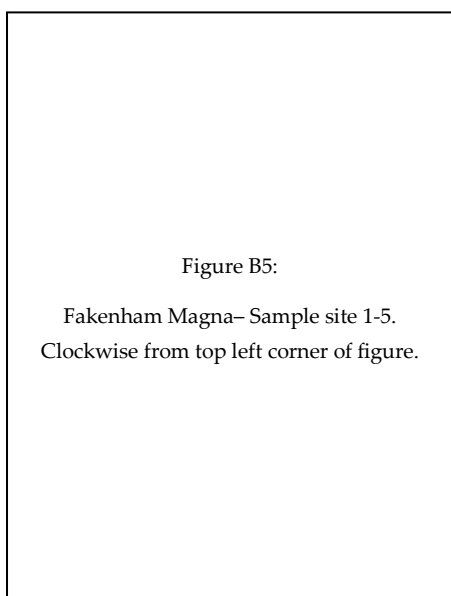 Figure B5:
Fakenham Magna– Sample site 1-5.
Clockwise from top left corner of figure.